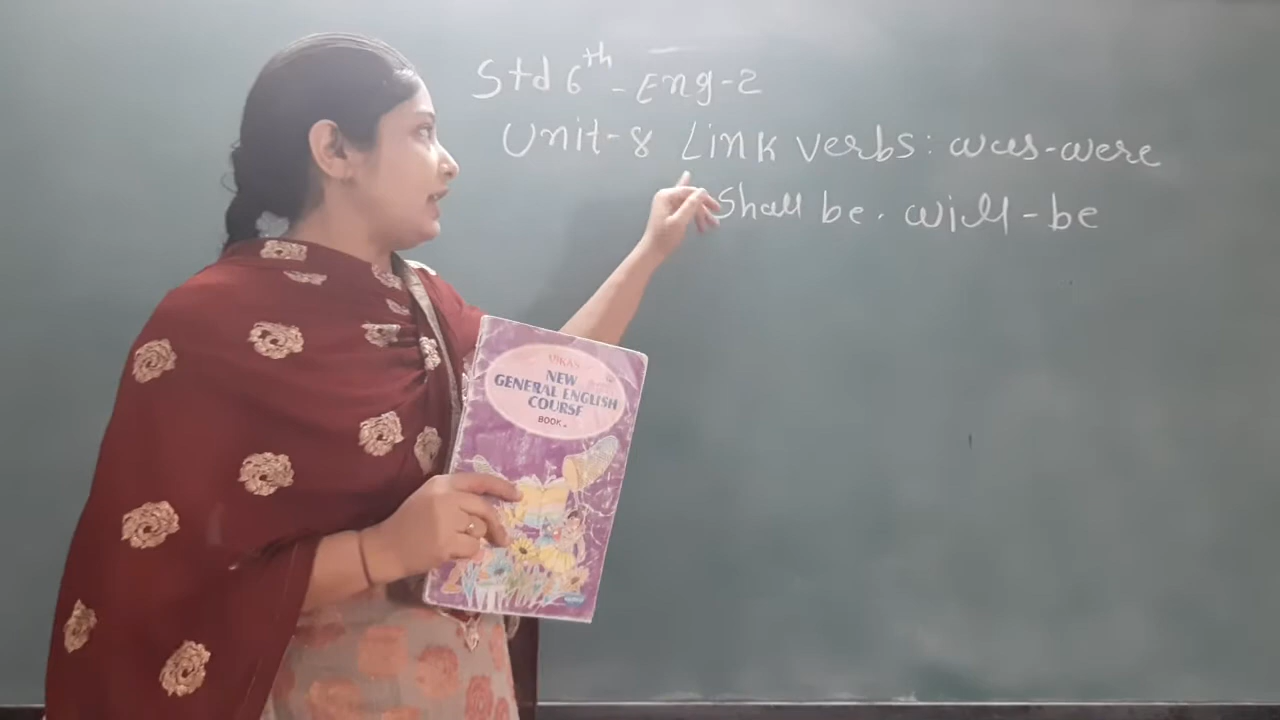 Std 6th - Eng-2
Unit-8 Link verbs: was-were
Shall be. will-be
VIKAS
NEW
GENERAL ENGLISH
COURSE
BOOK